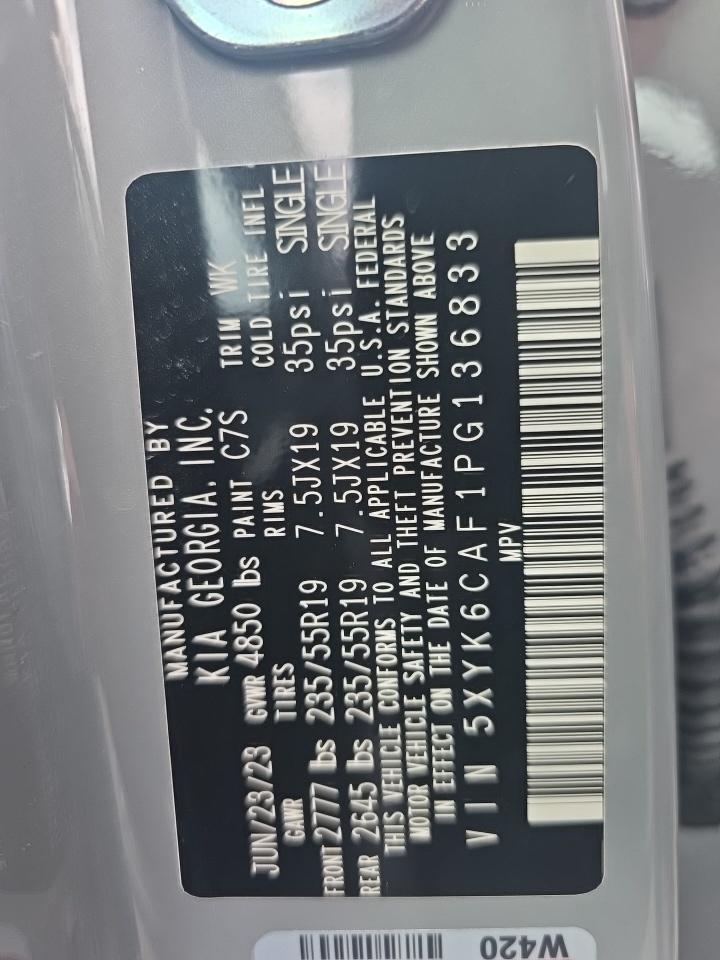 MANUFACTURED BY
KIA GEORGIA, INC.
JUN/23/23 GVWR 4850 lbs PAINT C7S TRIM WK
GAWR TIRES RIMS COLD TIRE INFL
FRONT 2777 lbs 235/55R19 7.5JX19 35psi SINGLE
REAR 2645 lbs 235/55R19 7.5JX19 35psi SINGLE
THIS VEHICLE CONFORMS TO ALL APPLICABLE U.S.A. FEDERAL
MOTOR VEHICLE SAFETY AND THEFT PREVENTION STANDARDS
IN EFFECT ON THE DATE OF MANUFACTURE SHOWN ABOVE
VIN 5XYK6CAF1PG136833
MPV
W420